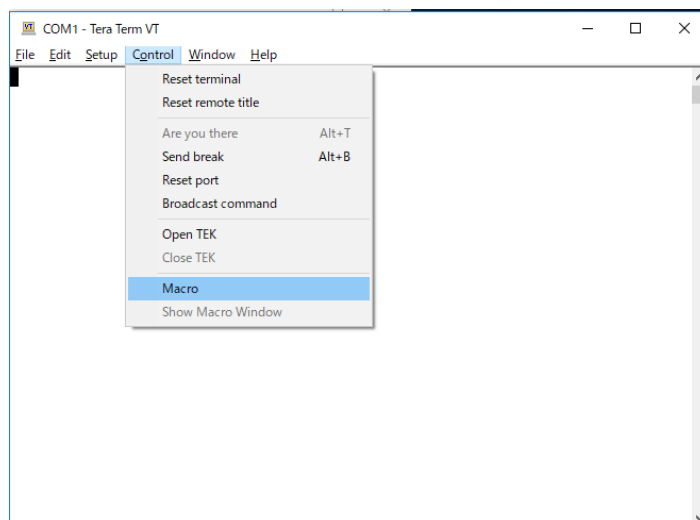 VT COM1 - Tera Term VT
File Edit Setup Control Window Help
Reset terminal
Reset remote title
Are you there Alt+T
Send break Alt+B
Reset port
Broadcast command
Open TEK
Close TEK
Macro
Show Macro Window